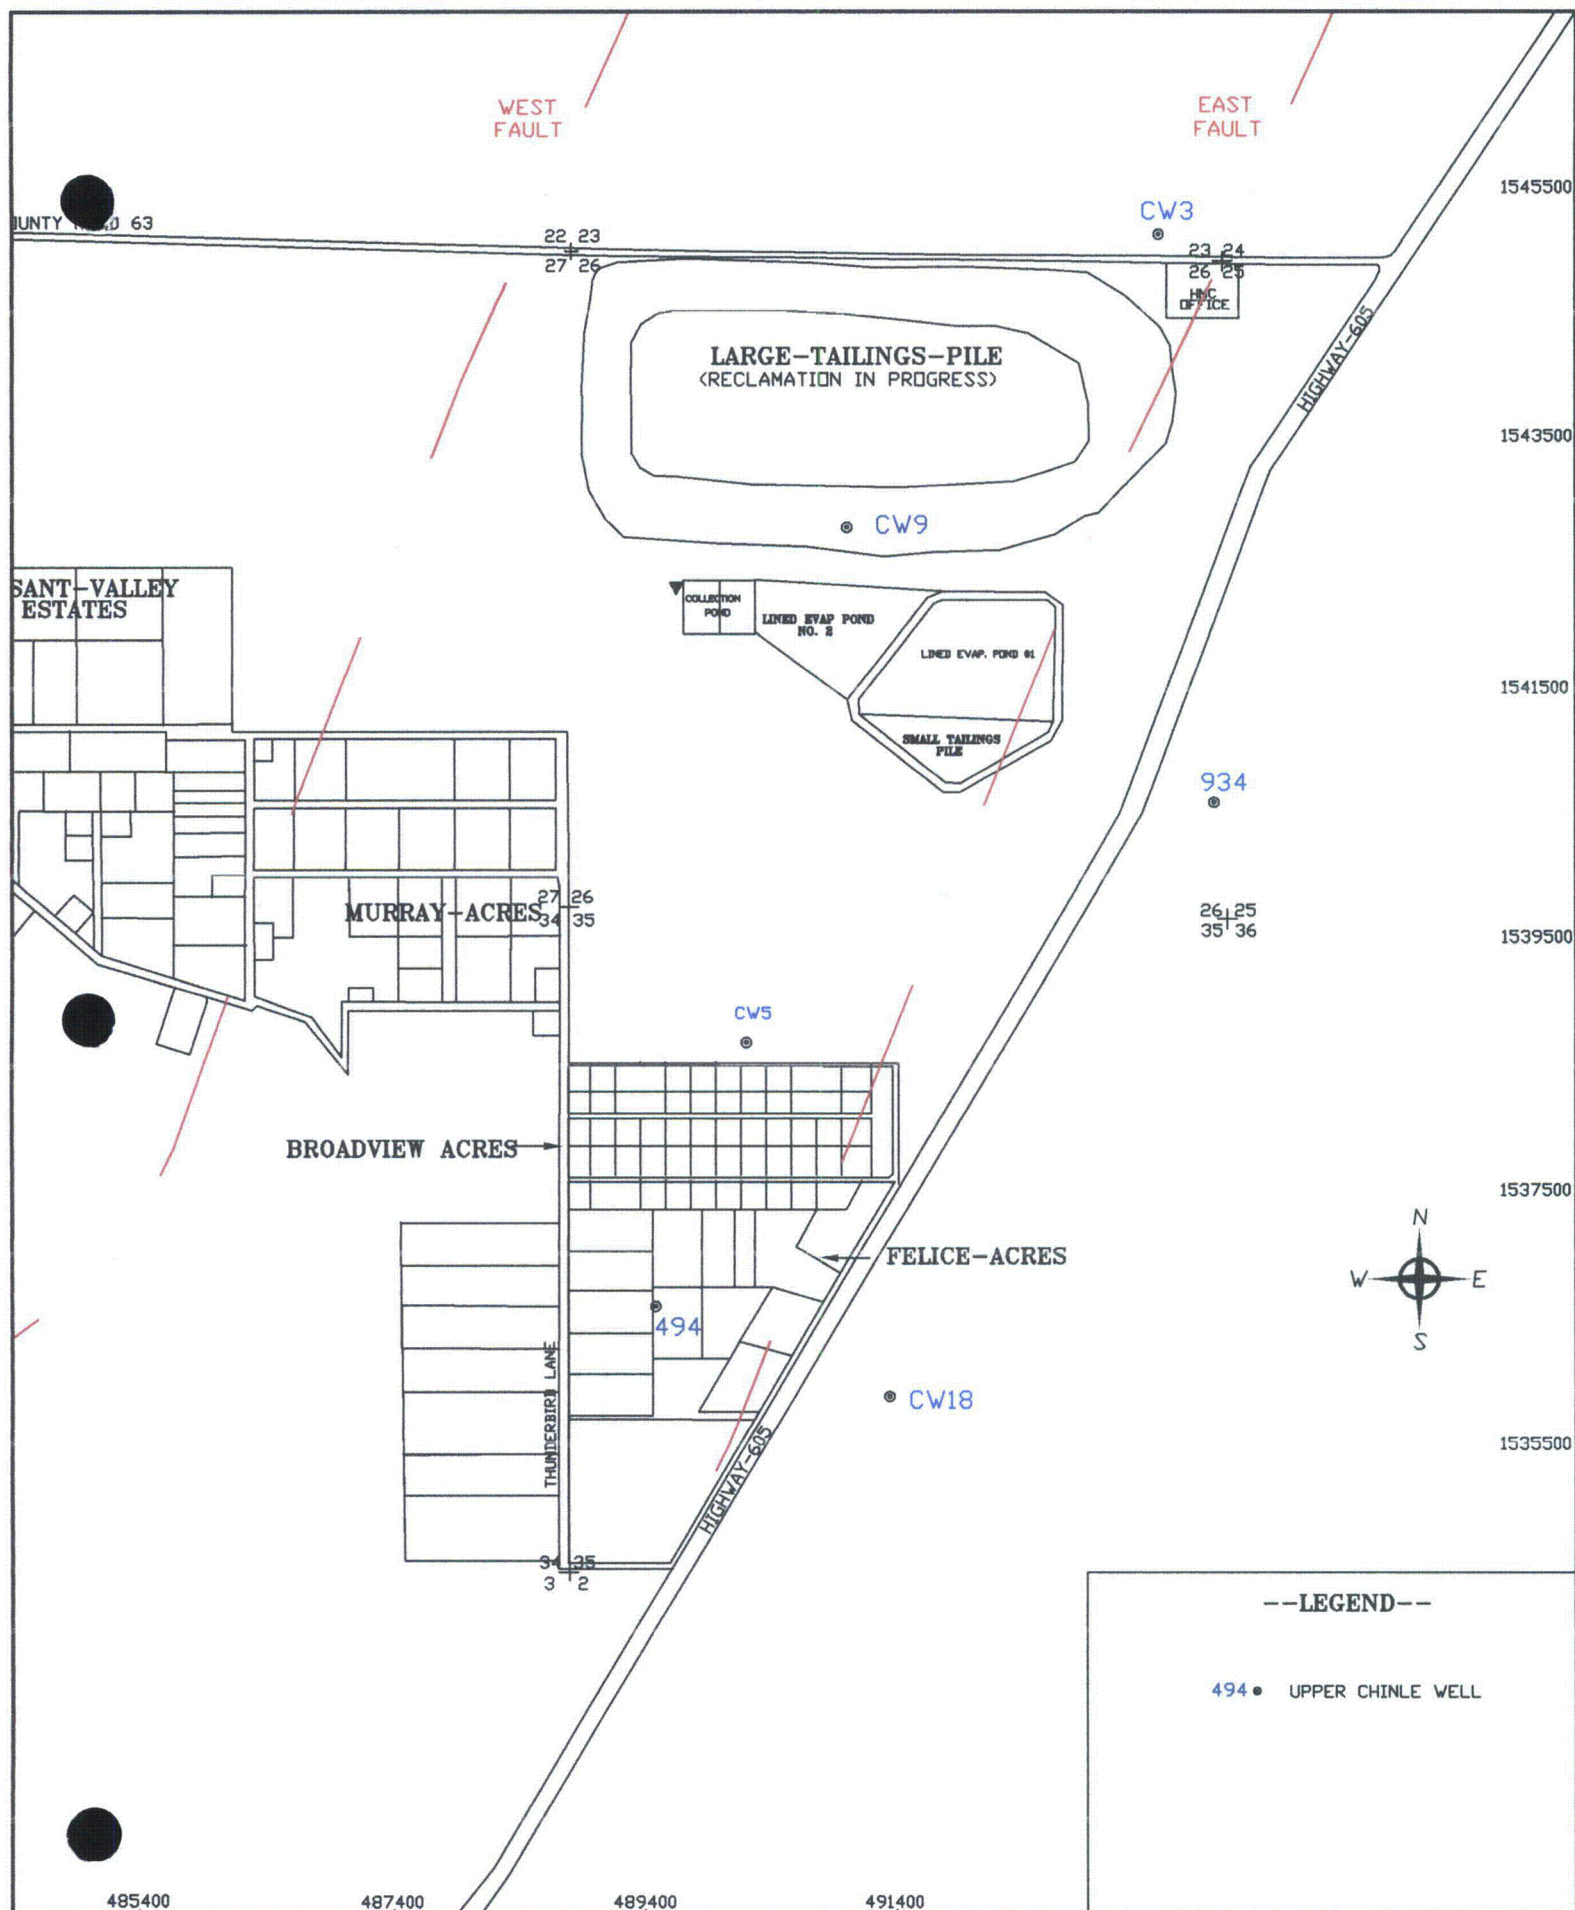 WEST
FAULT
EAST
FAULT
1545500
CW3
OUNTY ROAD 63
22 23
27 26
23 24
26 25
HMC
OFFICE
HIGHWAY-605
LARGE-TAILINGS-PILE
(RECLAMATION IN PROGRESS)
1543500
CW9
SANT-VALLEY
ESTATES
COLLECTION
POND
LINED EVAP POND
NO. 2
LINED EVAP. POND #1
1541500
SMALL TAILINGS
PILE
934
27 26
34 35
MURRAY-ACRES
26 25
35 36
1539500
CW5
BROADVIEW ACRES
1537500
N
W E
S
FELICE-ACRES
494
THUNDERBIRD LANE
CW18
HIGHWAY-605
1535500
34 35
3 2
--LEGEND--
494 UPPER CHINLE WELL
485400
487400
489400
491400